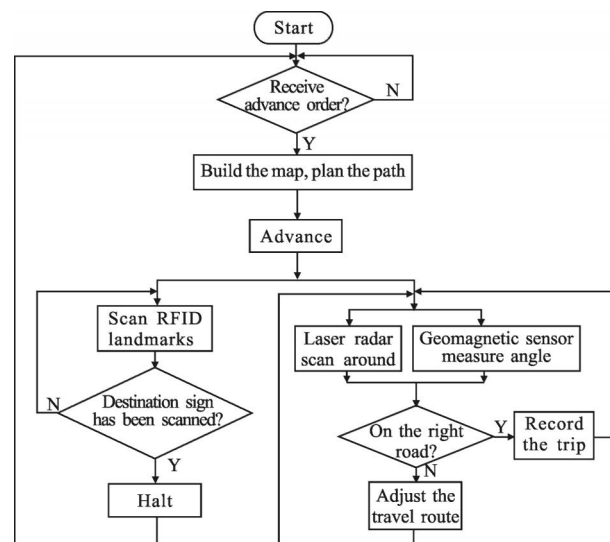 Start
Receive
advance order?
N
Y
Build the map, plan the path
Advance
Scan RFID
landmarks
Laser radar
scan around
Geomagnetic sensor
measure angle
Destination sign
has been scanned?
N
Y
On the right
road?
Y
N
Record
the trip
Halt
Adjust the
travel route